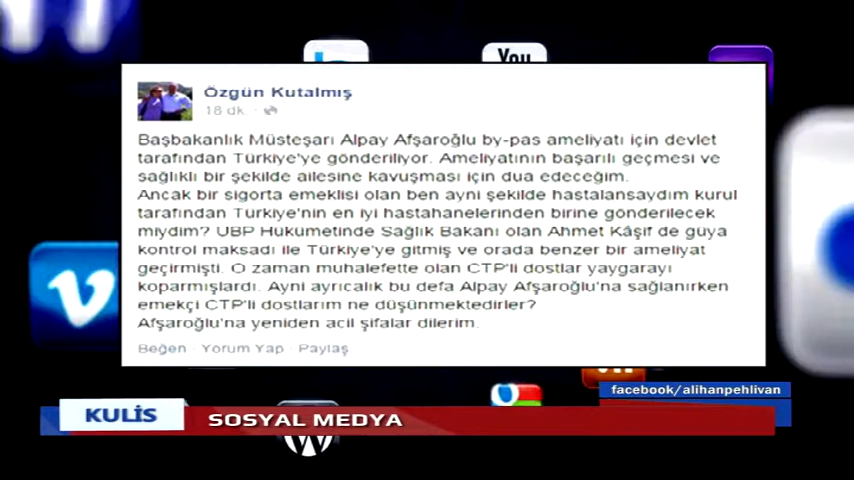 You
Özgün Kutalmış
18 dk. ·
Başbakanlık Müsteşarı Alpay Afşaroğlu by-pas ameliyatı için devlet
tarafından Türkiye'ye gönderiliyor. Ameliyatının başarılı geçmesi ve
sağlıklı bir şekilde ailesine kavuşması için dua edeceğim.
Ancak bir sigorta emeklisi olan ben ayni şekilde hastalansaydım kurul
tarafından Türkiye'nin en iyi hastahanelerinden birine gönderilecek
miydim? UBP Hükümetinde Sağlık Bakanı olan Ahmet Kâşif de güya
kontrol maksadı ile Türkiye'ye gitmiş ve orada benzer bir ameliyat
geçirmişti. O zaman muhalefette olan CTP'li dostlar yaygarayı
koparmışlardı. Ayni ayrıcalık bu defa Alpay Afşaroğlu'na sağlanırken
emekçi CTP'li dostlarım ne düşünmektedirler?
Afşaroğlu'na yeniden acil şifalar dilerim.
Beğen · Yorum Yap · Paylaş
facebook/alihanpehlivan
KULİS
SOSYAL MEDYA